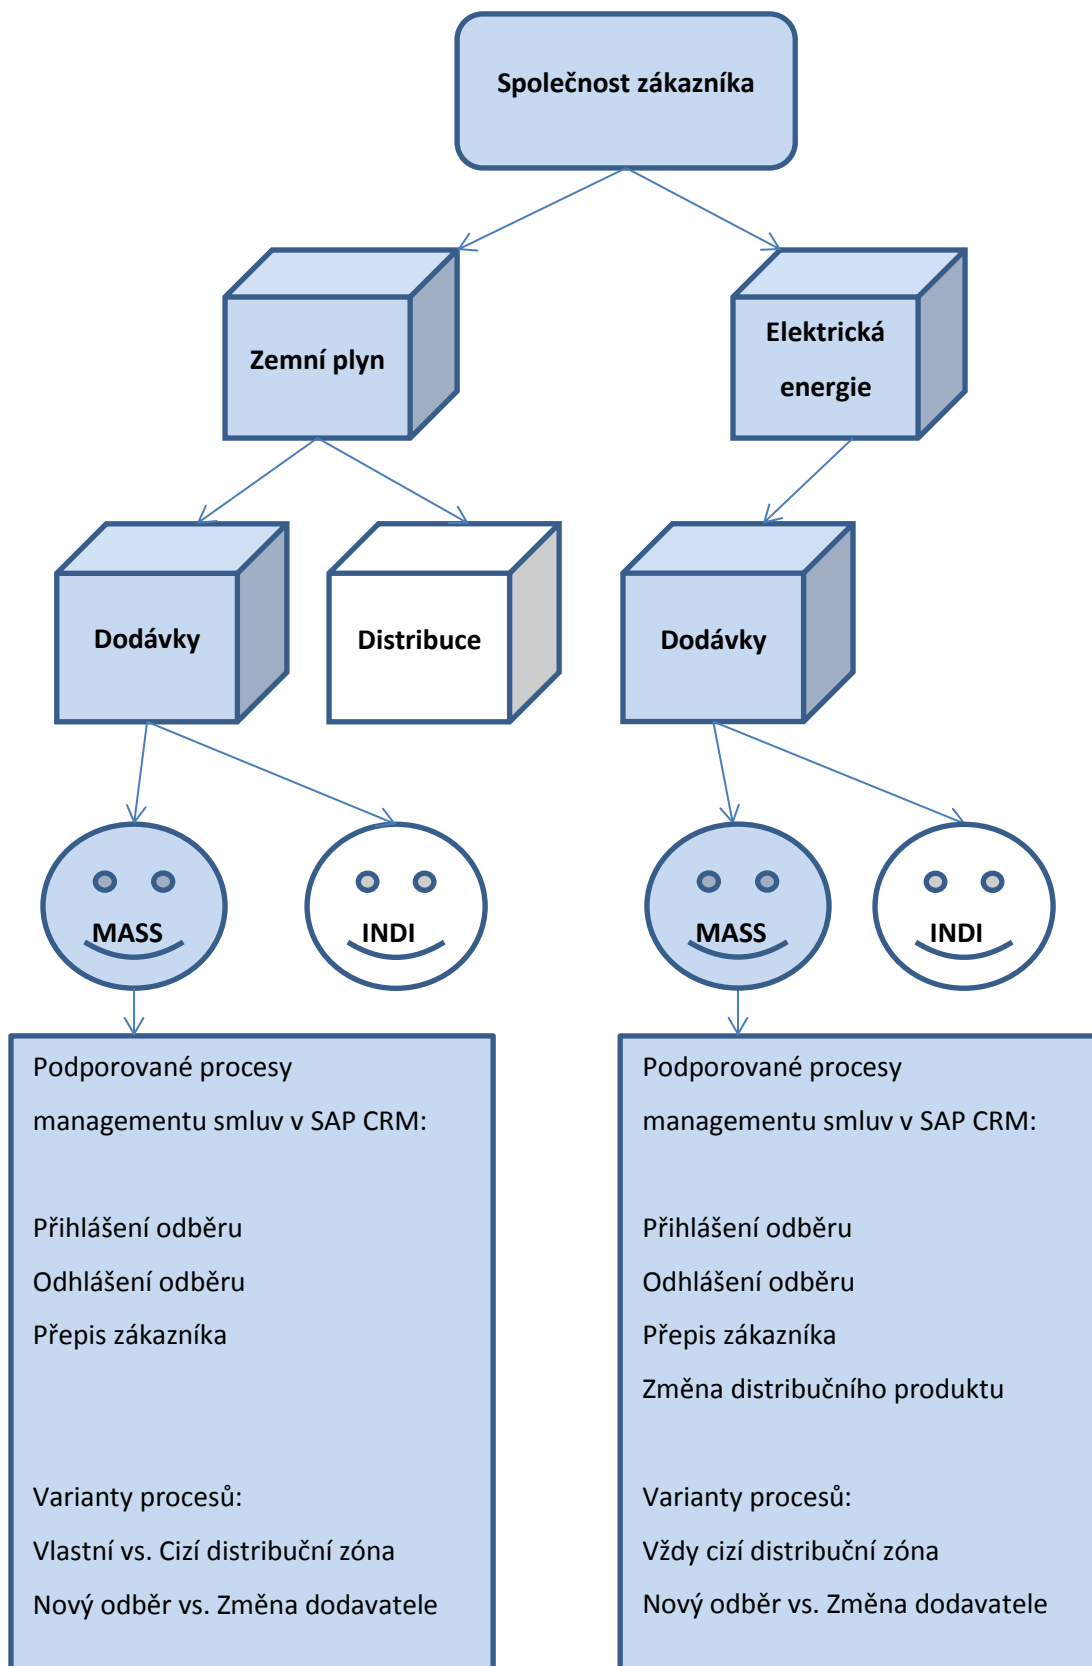 Společnost zákazníka
Zemní plyn
Elektrická
energie
Dodávky
Distribuce
Dodávky
MASS
INDI
MASS
INDI
Podporované procesy
managementu smluv v SAP CRM:
Přihlášení odběru
Odhlášení odběru
Přepis zákazníka
Varianty procesů:
Vlastní vs. Cizí distribuční zóna
Nový odběr vs. Změna dodavatele
Podporované procesy
managementu smluv v SAP CRM:
Přihlášení odběru
Odhlášení odběru
Přepis zákazníka
Změna distribučního produktu
Varianty procesů:
Vždy cizí distribuční zóna
Nový odběr vs. Změna dodavatele